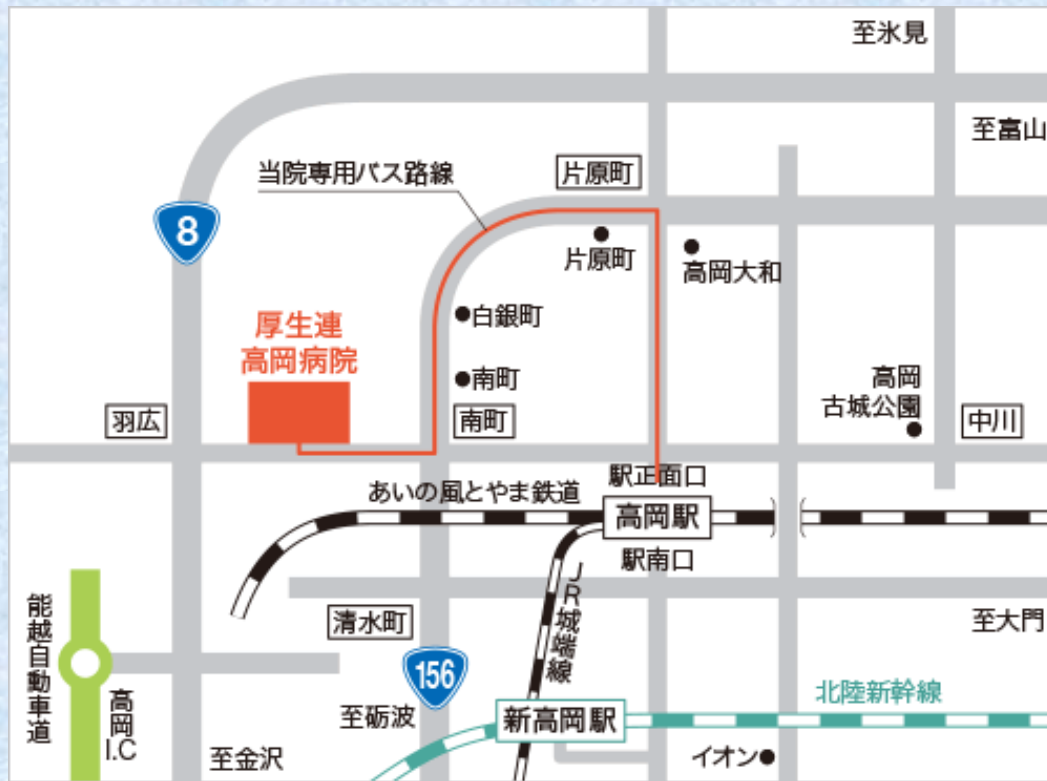 至氷見
至富山
当院専用バス路線
片原町
8
片原町
高岡大和
白銀町
厚生連
高岡病院
南町
高岡
古城公園
羽広
南町
中川
駅正面口
あいの風とやま鉄道
高岡駅
駅南口
JR城端線
能越自動車道
清水町
至大門
156
高岡
I.C
至砺波
新高岡駅
北陸新幹線
至金沢
イオン